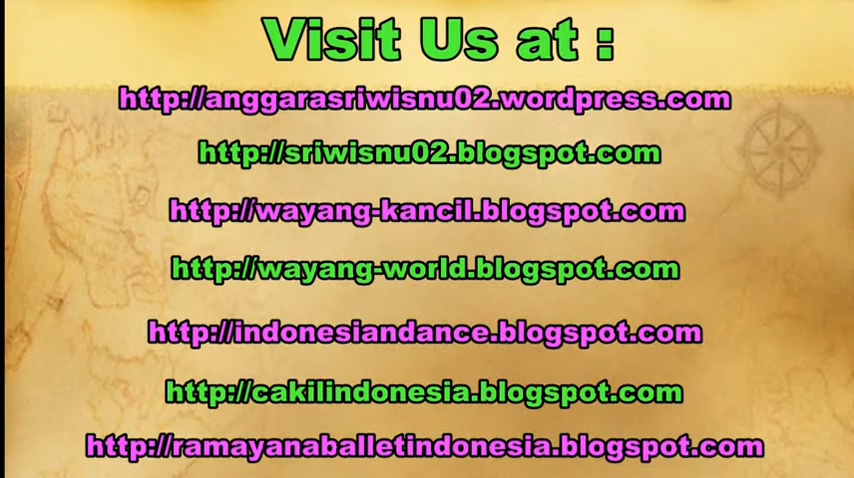 Visit Us at :
http://anggarasriwisnu02.wordpress.com
http://sriwisnu02.blogspot.com
http://wayang-kancil.blogspot.com
http://wayang-world.blogspot.com
http://indonesiandance.blogspot.com
http://cakilindonesia.blogspot.com
http://ramayanaballetindonesia.blogspot.com